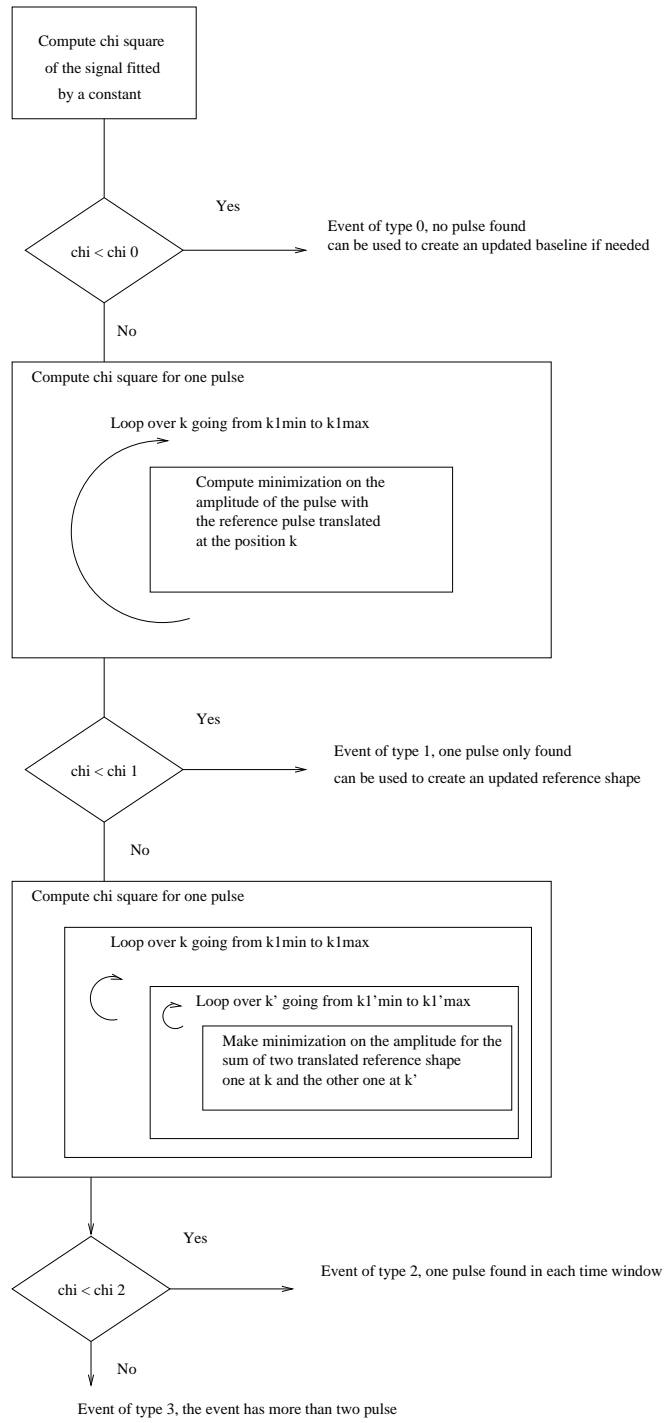 Compute chi square
of the signal fitted
by a constant
Yes
chi < chi 0
Event of type 0, no pulse found
can be used to create an updated baseline if needed
No
Compute chi square for one pulse
Loop over k going from k1min to k1max
Compute minimization on the
amplitude of the pulse with
the reference pulse translated
at the position k
Yes
chi < chi 1
Event of type 1, one pulse only found
can be used to create an updated reference shape
No
Compute chi square for one pulse
Loop over k going from k1min to k1max
Loop over k’ going from k1’min to k1’max
Make minimization on the amplitude for the
sum of two translated reference shape
one at k and the other one at k’
Yes
chi < chi 2
Event of type 2, one pulse found in each time window
No
Event of type 3, the event has more than two pulse